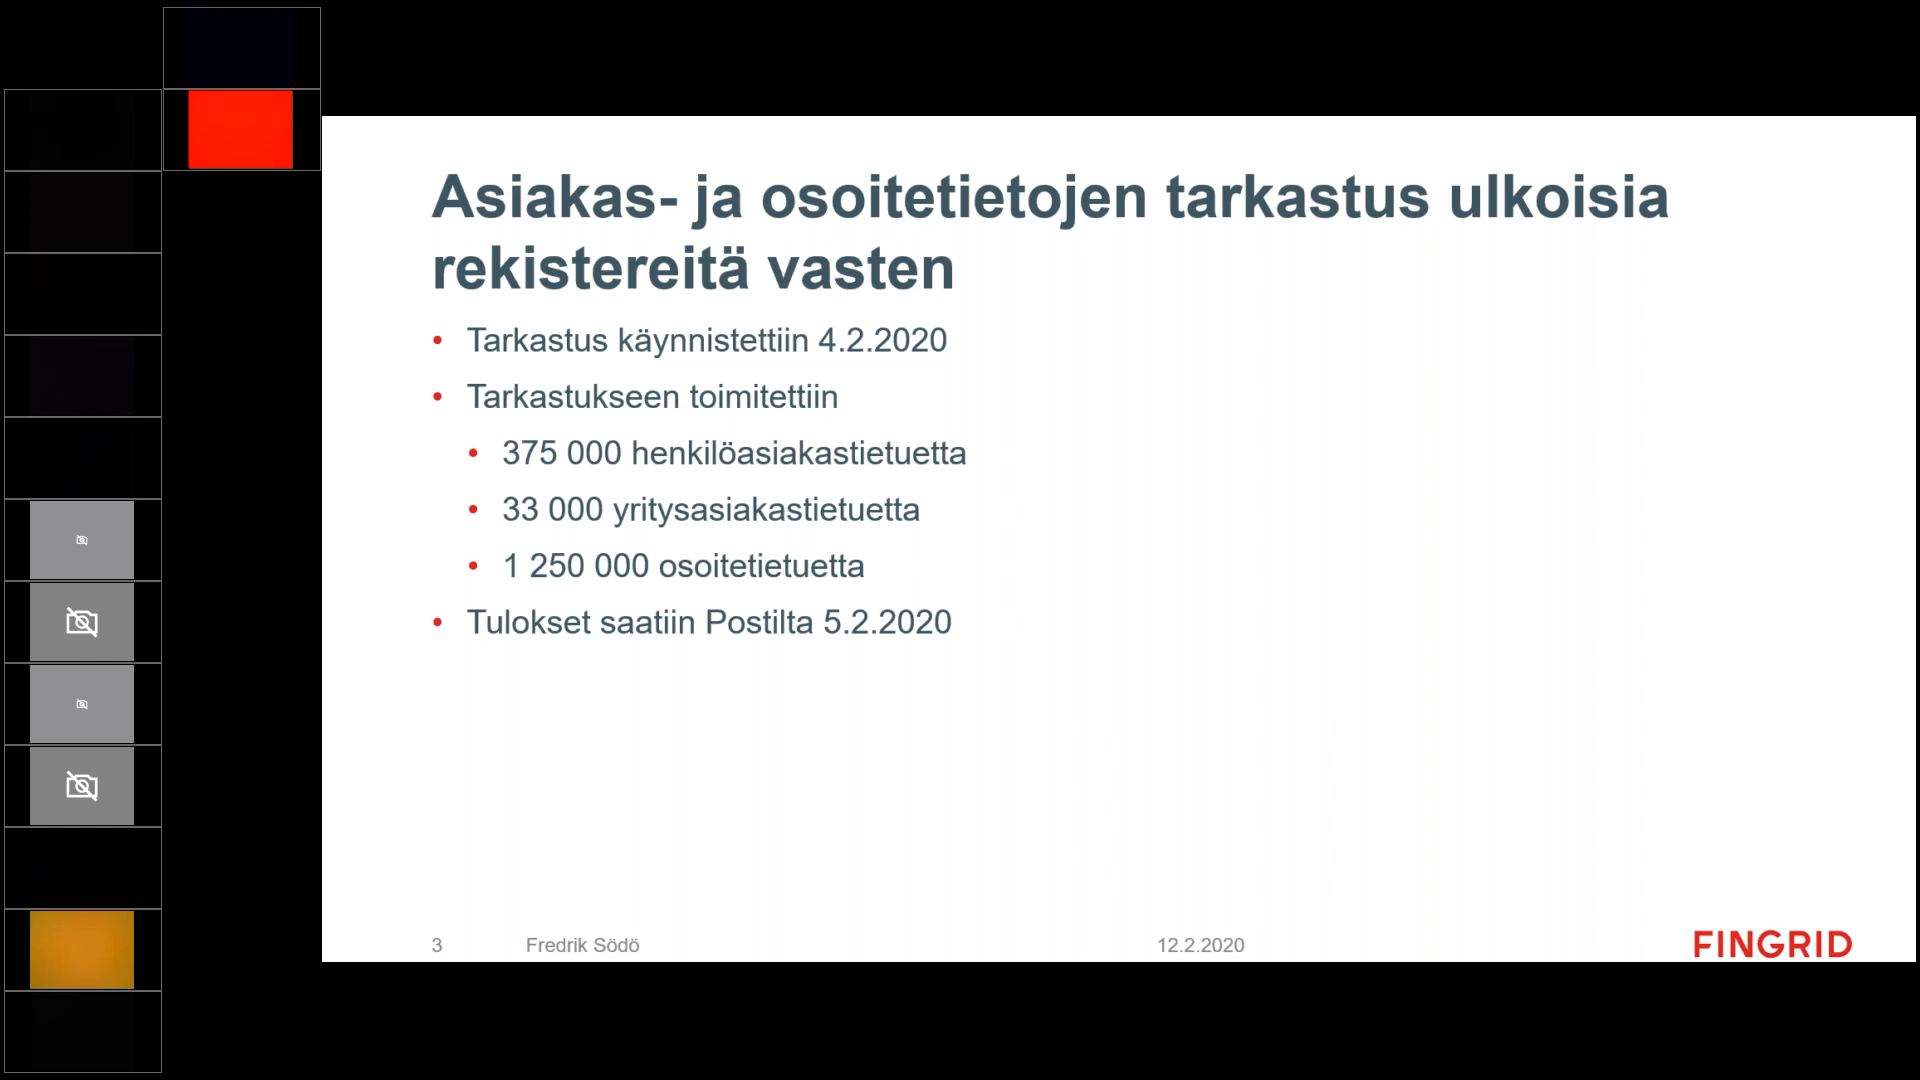 Asiakas- ja osoitetietojen tarkastus ulkoisia
rekistereitä vasten
• Tarkastus käynnistettiin 4.2.2020
• Tarkastukseen toimitettiin
• 375 000 henkilöasiakastietuetta
• 33 000 yritysasiakastietuetta
• 1 250 000 osoitetietuetta
• Tulokset saatiin Postilta 5.2.2020
3 Fredrik Södö 12.2.2020 FINGRID